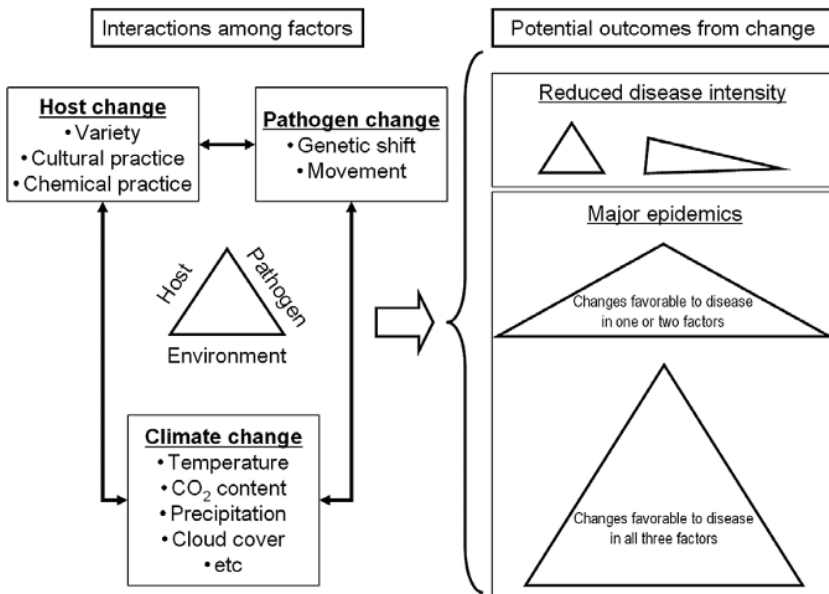 Interactions among factors
Host change
• Variety
• Cultural practice
• Chemical practice
Pathogen change
• Genetic shift
• Movement
Host
Pathogen
Environment
Climate change
• Temperature
• CO₂ content
• Precipitation
• Cloud cover
• etc
Potential outcomes from change
Reduced disease intensity
Major epidemics
Changes favorable to disease
in one or two factors
Changes favorable to disease
in all three factors